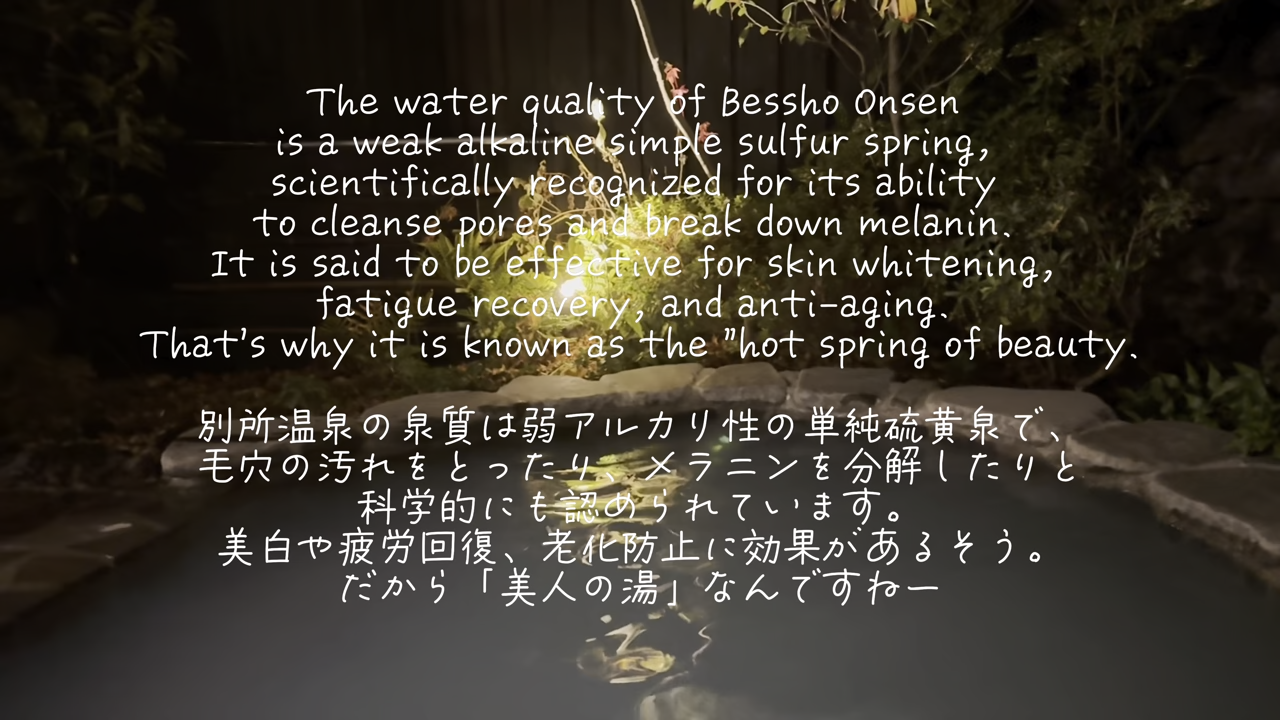 The water quality of Bessho Onsen
is a weak alkaline simple sulfur spring,
scientifically recognized for its ability
to cleanse pores and break down melanin.
It is said to be effective for skin whitening,
fatigue recovery, and anti-aging.
That's why it is known as the "hot spring of beauty.
別所温泉の泉質は弱アルカリ性の単純硫黄泉で、
毛穴の汚れをとったり、メラニンを分解したりと
科学的にも認められています。
美白や疲労回復、老化防止に効果があるそう。
だから「美人の湯」なんですねー